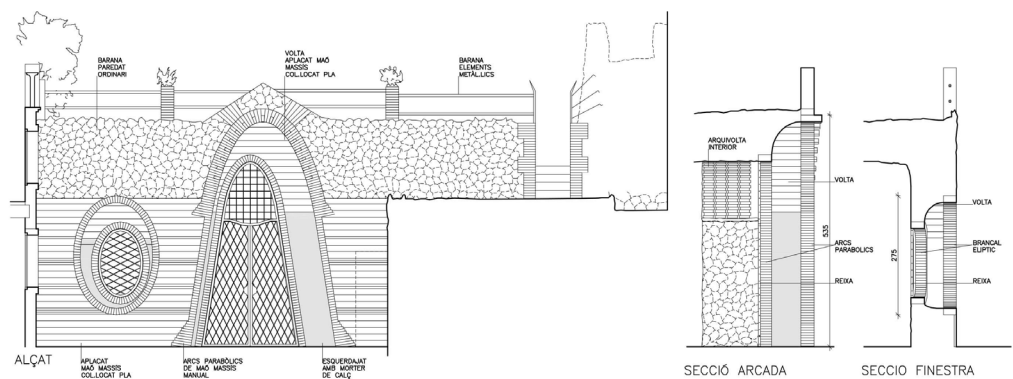 BARANA
PAREDAT
ORDINARI
VOLTA
APLACAT MAÓ
MASSÍS
COL.LOCAT PLA
BARANA
ELEMENTS
METÀL.LICS
ALÇAT
APLACAT
MAÓ MASSÍS
COL.LOCAT PLA
ARCS PARABÒLICS
DE MAÓ MASSÍS
MANUAL
ESQUERDAJAT
AMB MORTER
DE CALÇ
ARQUIVOLTA
INTERIOR
VOLTA
535
ARCS
PARABOLICS
REIXA
SECCIÓ ARCADA
VOLTA
275
BRANCAL
ELIPTIC
REIXA
SECCIO FINESTRA